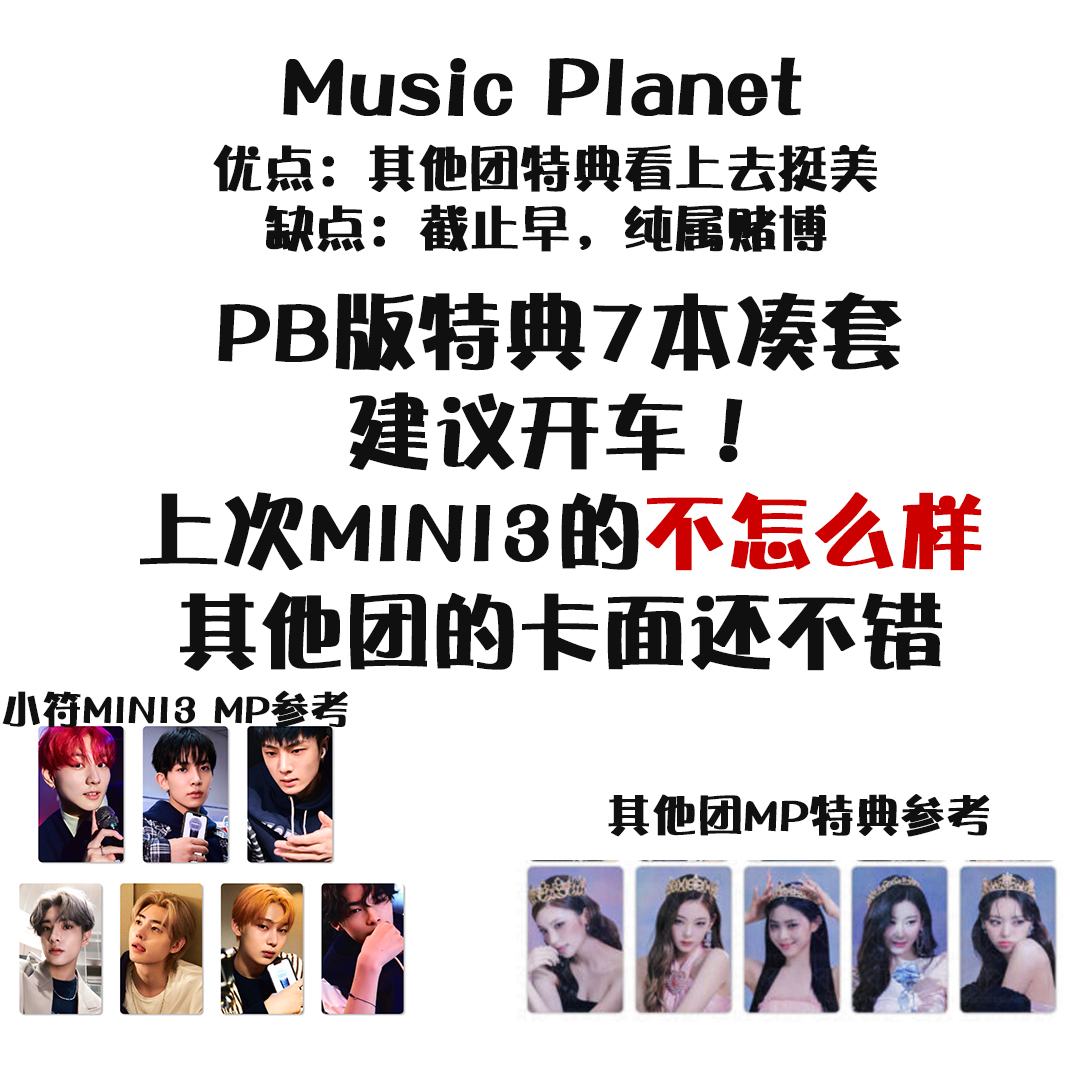 Music Planet
优点：其他团特典看上去挺美
缺点：截止早，纯属赌博
PB版特典7本凑套
建议开车！
上次MINI3的不怎么样
其他团的卡面还不错
小符MINI3 MP参考
其他团MP特典参考